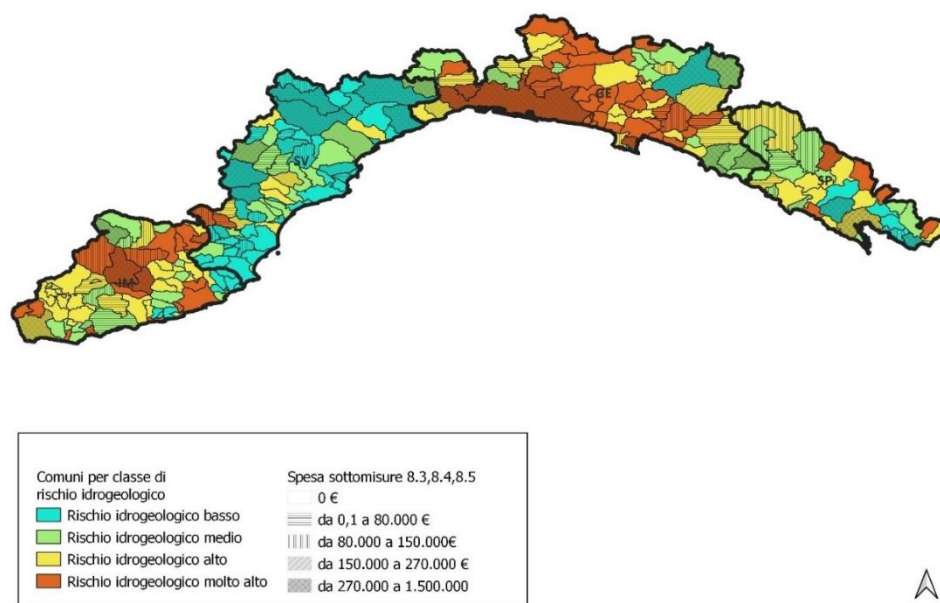 GE
SV
SP
IM
Comuni per classe di
rischio idrogeologico
Rischio idrogeologico basso
Rischio idrogeologico medio
Rischio idrogeologico alto
Rischio idrogeologico molto alto
Spesa sottomisure 8.3,8.4,8.5
0 €
da 0,1 a 80.000 €
da 80.000 a 150.000€
da 150.000 a 270.000 €
da 270.000 a 1.500.000